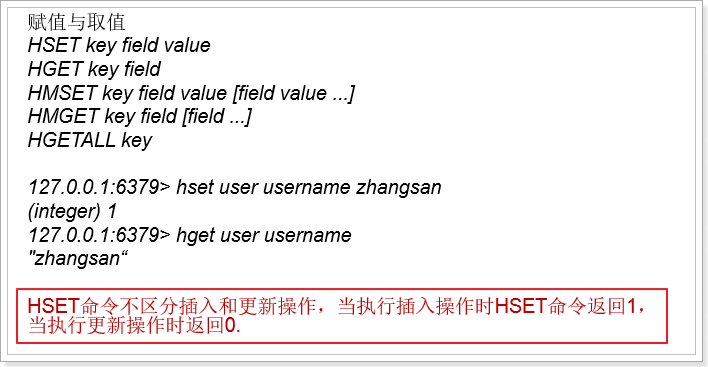 赋值与取值
HSET key field value
HGET key field
HMSET key field value [field value ...]
HMGET key field [field ...]
HGETALL key
127.0.0.1:6379> hset user username zhangsan
(integer) 1
127.0.0.1:6379> hget user username
"zhangsan“
HSET命令不区分插入和更新操作，当执行插入操作时HSET命令返回1，
当执行更新操作时返回0.